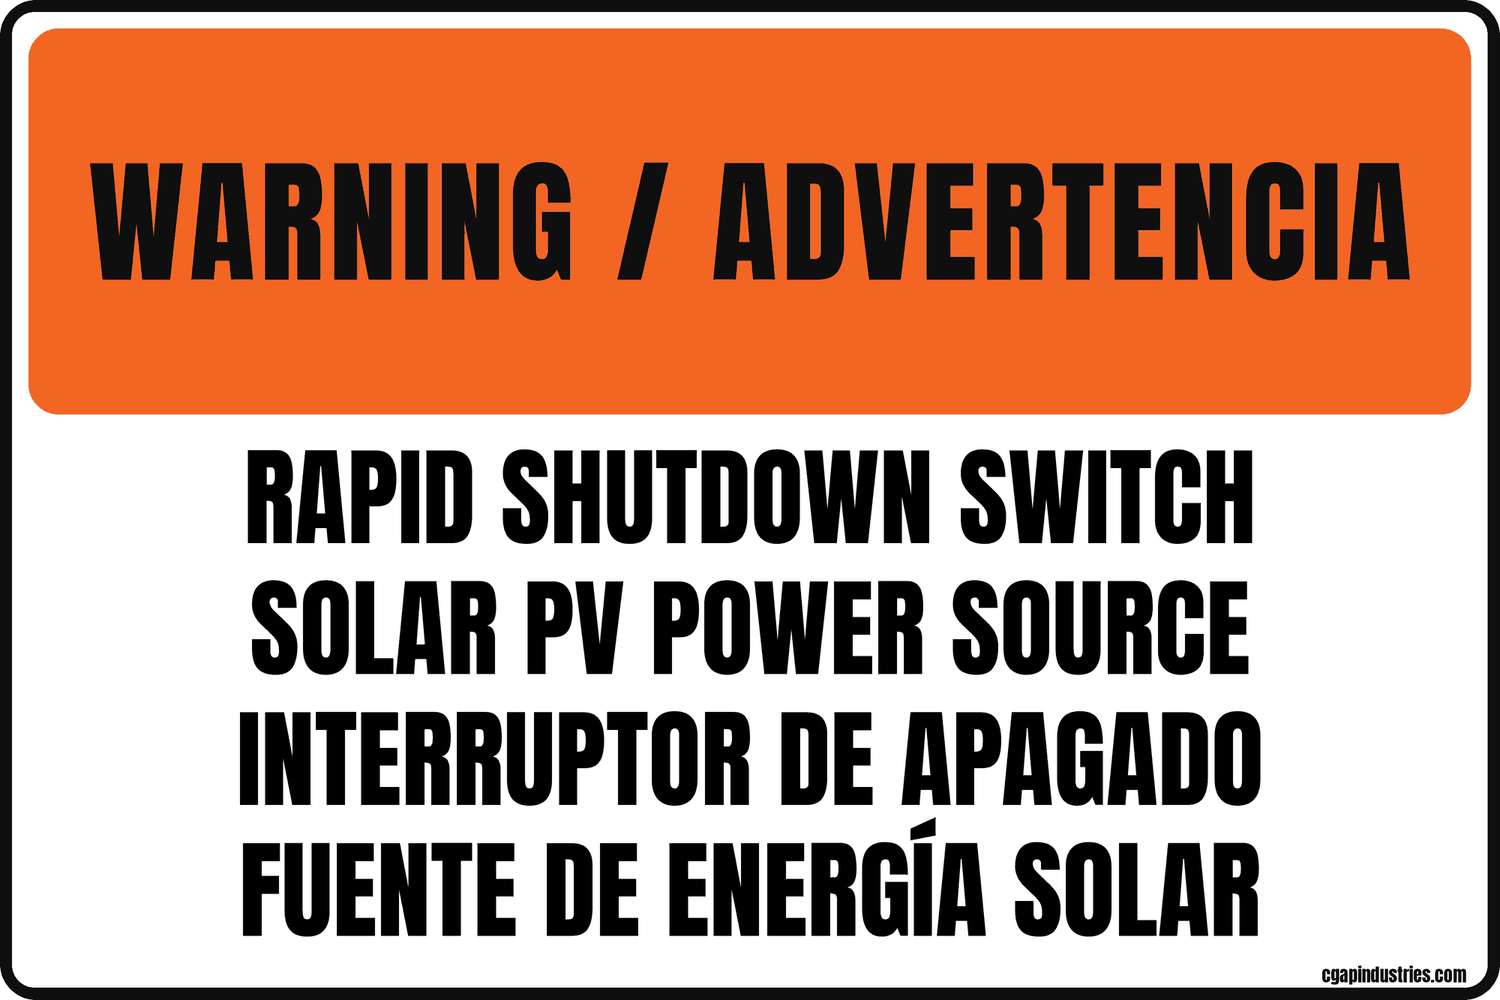 WARNING / ADVERTENCIA
RAPID SHUTDOWN SWITCH
SOLAR PV POWER SOURCE
INTERRUPTOR DE APAGADO
FUENTE DE ENERGÍA SOLAR
cgapindustries.com